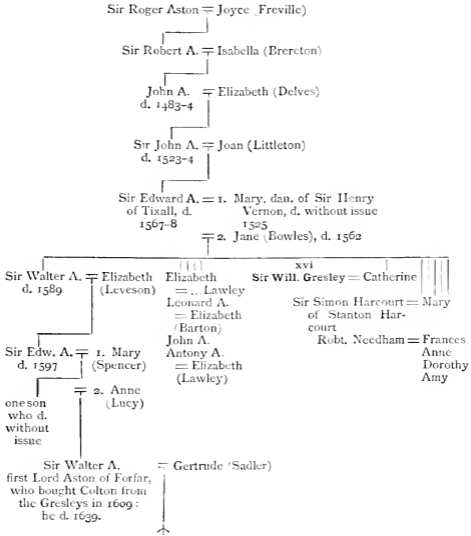 Sir Roger Aston = Joyce (Freville)
Sir Robert A. = Isabella (Brereton)
John A. = Elizabeth (Delves)
d. 1483-4
Sir John A. = Joan (Littleton)
d. 1523-4
Sir Edward A. = 1. Mary, dan. of Sir Henry
of Tixall, d. Vernon, d. without issue
1567-8 1525
= 2. Jane (Bowles), d. 1562
xvi
Sir Walter A. = Elizabeth
d. 1589 (Leveson)
Elizabeth
= ... Lawley
Leonard A.
= Elizabeth
(Barton)
John A.
Antony A.
= Elizabeth
(Lawley)
Sir Will. Gresley = Catherine
Sir Simon Harcourt = Mary
of Stanton Har-
court
Robt. Needham = Frances
Anne
Dorothy
Amy
Sir Edw. A. = 1. Mary
d. 1597 (Spencer)
one son
who d.
without
issue
= 2. Anne
(Lucy)
Sir Walter A. = Gertrude (Sadler)
first Lord Aston of Forfar,
who bought Colton from
the Gresleys in 1609:
he d. 1639.